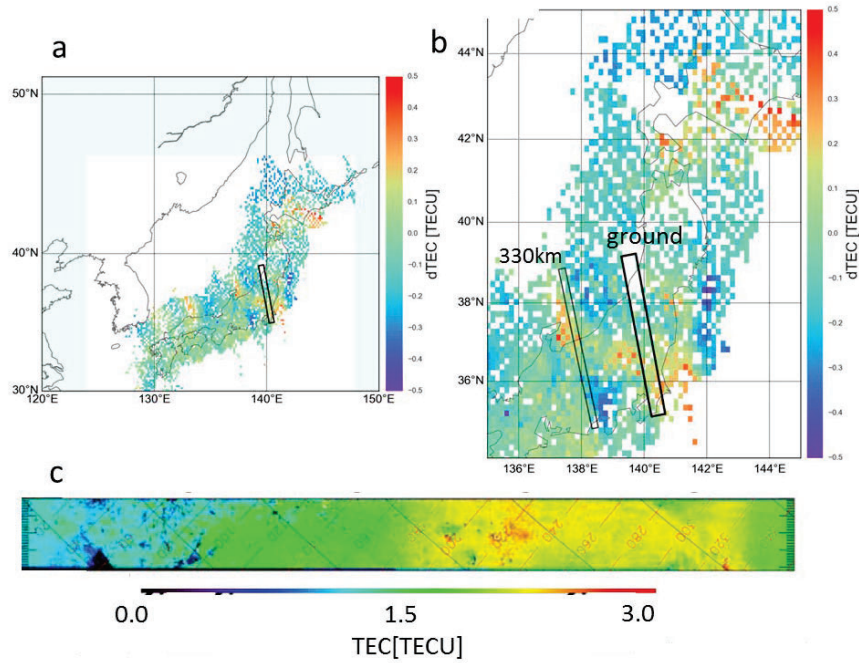 a
50°N
40°N
30°N
120°E
130°E
140°E
150°E
0.5
0.4
0.3
0.2
0.1
0.0
-0.1
-0.2
-0.3
-0.4
-0.5
dTEC [TECU]
b
44°N
42°N
40°N
38°N
36°N
136°E
138°E
140°E
142°E
144°E
330km
ground
0.5
0.4
0.3
0.2
0.1
0.0
-0.1
-0.2
-0.3
-0.4
-0.5
dTEC [TECU]
c
280
0.0
1.5
3.0
TEC[TECU]